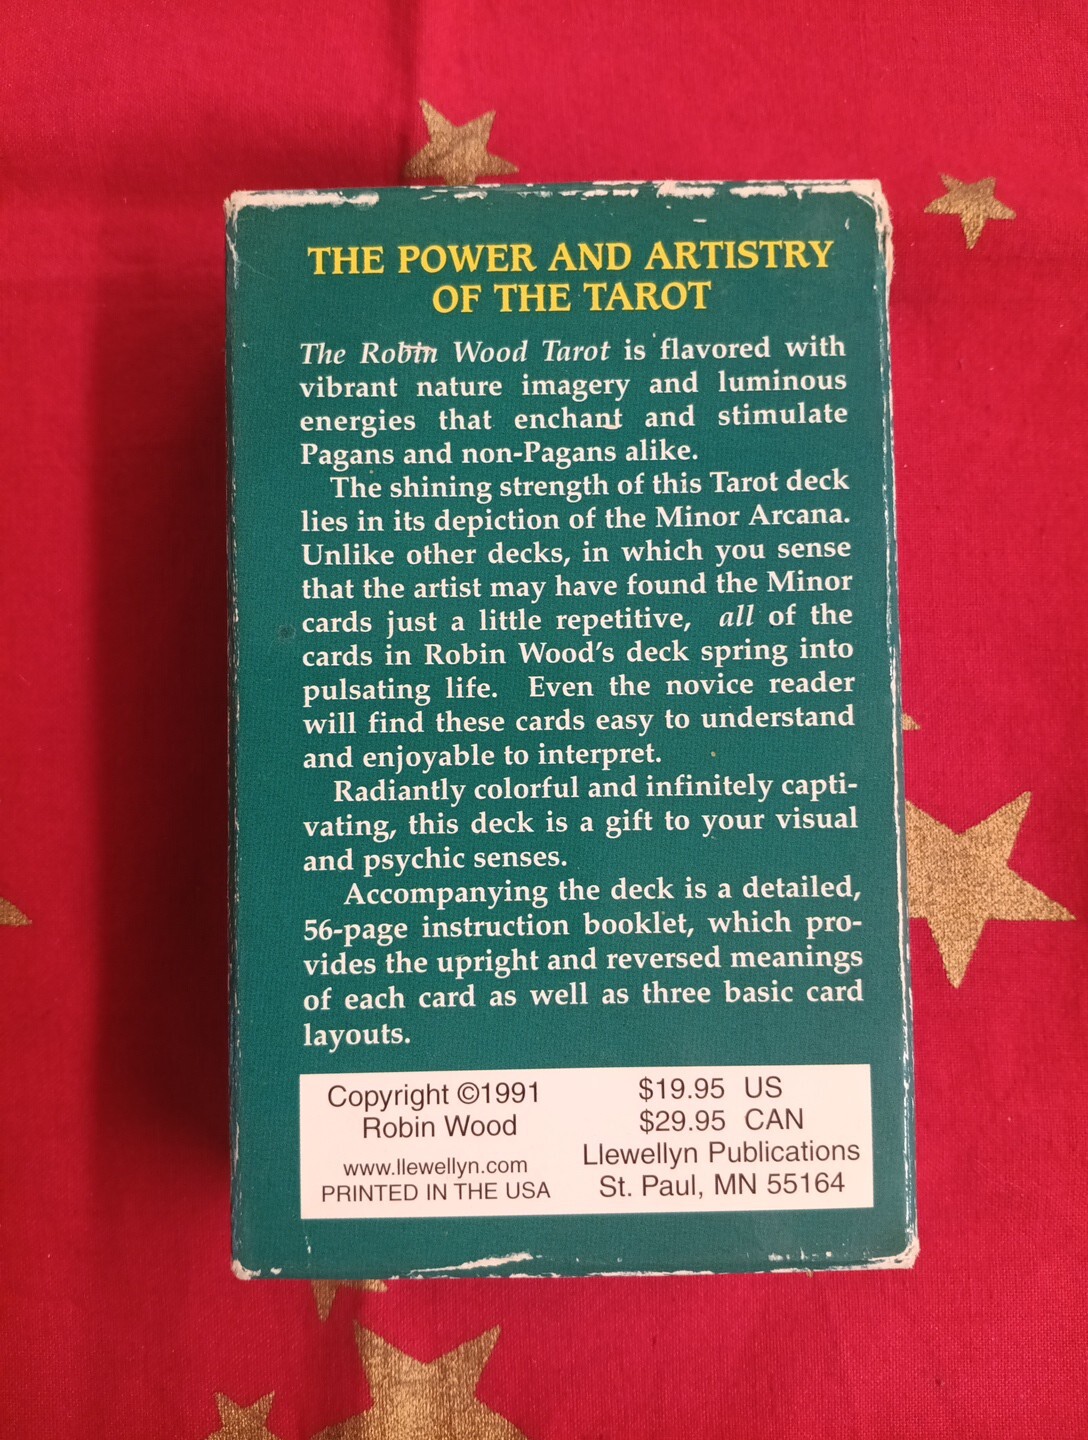 THE POWER AND ARTISTRY
OF THE TAROT
The Robin Wood Tarot is flavored with
vibrant nature imagery and luminous
energies that enchant and stimulate
Pagans and non-Pagans alike.
The shining strength of this Tarot deck
lies in its depiction of the Minor Arcana.
Unlike other decks, in which you sense
that the artist may have found the Minor
cards just a little repetitive, all of the
cards in Robin Wood's deck spring into
pulsating life. Even the novice reader
will find these cards easy to understand
and enjoyable to interpret.
Radiantly colorful and infinitely capti-
vating, this deck is a gift to your visual
and psychic senses.
Accompanying the deck is a detailed,
56-page instruction booklet, which pro-
vides the upright and reversed meanings
of each card as well as three basic card
layouts.
Copyright ©1991
Robin Wood
www.llewellyn.com
PRINTED IN THE USA
$19.95 US
$29.95 CAN
Llewellyn Publications
St. Paul, MN 55164